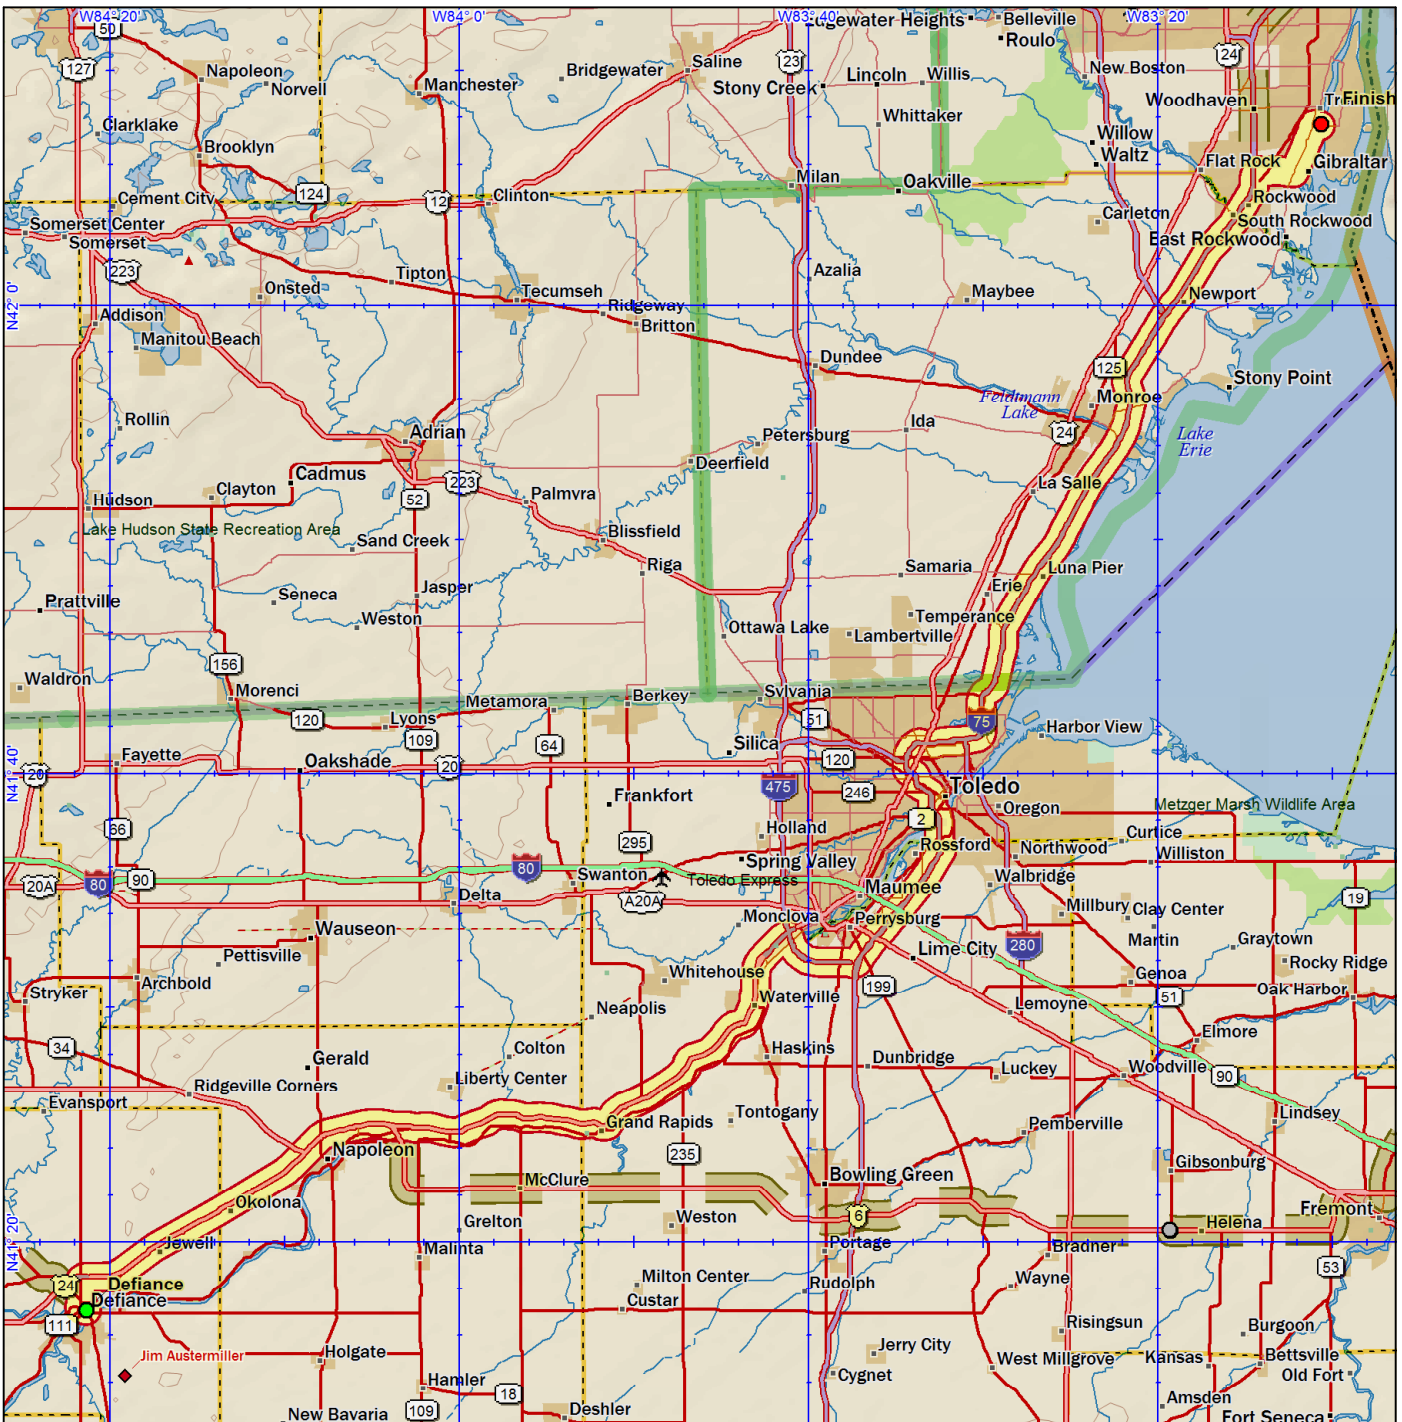 W84° 20'
W84° 0'
W83° 40'
W83° 20'
50
gewater Heights
Belleville
Roulo
127
Napoleon
Norvell
Bridgewater
Saline
23
24
New Boston
Manchester
Stony Creek
Lincoln
Willis
Woodhaven
Tr
Finish
Clarklake
Whittaker
Willow
Waltz
Brooklyn
Flat Rock
Gibraltar
Milan
Oakville
124
12
Clinton
Cement City
Rockwood
Carleton
South Rockwood
Somerset Center
Somerset
East Rockwood
223
Tipton
Azalia
Onsted
Tecumseh
Maybee
Newport
N42° 0'
Addison
Ridgeway
Britton
Manitou Beach
Dundee
125
Stony Point
Feldmann
Lake
Monroe
Rollin
Adrian
Petersburg
Ida
24
Lake
Erie
Deerfield
Cadmus
223
La Salle
Hudson
Clayton
52
Palmyra
Lake Hudson State Recreation Area
Sand Creek
Blissfield
Riga
Samaria
Luna Pier
Jasper
Erie
Prattville
Seneca
Weston
Temperance
Ottawa Lake
Lambertville
156
Waldron
Morenci
Metamora
Berkey
Sylvania
120
Lyons
51
75
Harbor View
109
64
Silica
Fayette
Oakshade
20
120
N41° 40'
20
475
Toledo
Frankfort
246
Oregon
Metzger Marsh Wildlife Area
66
2
Holland
295
Curtice
Rossford
Northwood
Williston
Spring Valley
80
90
80
Swanton
Toledo Express
Walbridge
20A
Maumee
Delta
A20A
19
Monclova
Perrysburg
Millbury
Clay Center
Wauseon
Martin
Graytown
280
Lime City
Pettisville
Whitehouse
Rocky Ridge
Archbold
199
Genoa
Stryker
Waterville
51
Oak Harbor
Neapolis
Lemoyne
Elmore
34
Gerald
Colton
Haskins
Dunbridge
Luckey
Woodville
90
Ridgeville Corners
Liberty Center
Evansport
Tontogany
Lindsey
Grand Rapids
Pemberville
Napoleon
235
Gibsonburg
McClure
Bowling Green
Okolona
Grelton
Weston
6
Helena
Fremont
N41° 20'
Jewell
Malinta
Portage
Bradner
53
24
Defiance
Defiance
Milton Center
Rudolph
Wayne
Custar
111
Risingsun
Burgoon
Jim Austermiller
Holgate
Jerry City
West Millgrove
Kansas
Bettsville
Old Fort
Hamler
18
Cygnet
Amsden
109
New Bavaria
Deshler
Fort Seneca